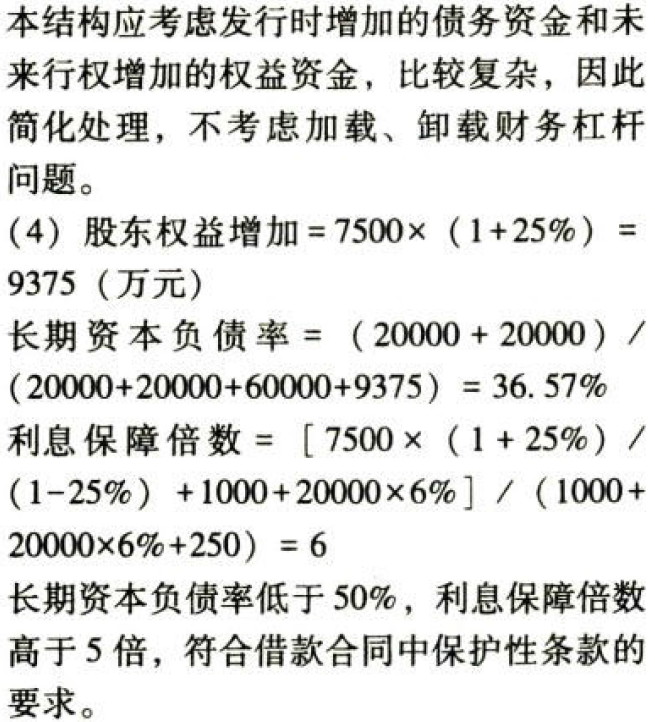 本结构应考虑发行时增加的债务资金和未
来行权增加的权益资金，比较复杂，因此
简化处理，不考虑加载、卸载财务杠杆
问题。
（4）股东权益增加＝7500×（1+25%）＝
9375（万元）
长期资本负债率＝（20000＋20000）/
（20000+20000+60000+9375）＝36.57%
利息保障倍数＝［7500×（1＋25%）/
（1-25%）+1000+20000×6%］/（1000+
20000×6%+250）＝6
长期资本负债率低于50%，利息保障倍数
高于5倍，符合借款合同中保护性条款的
要求。